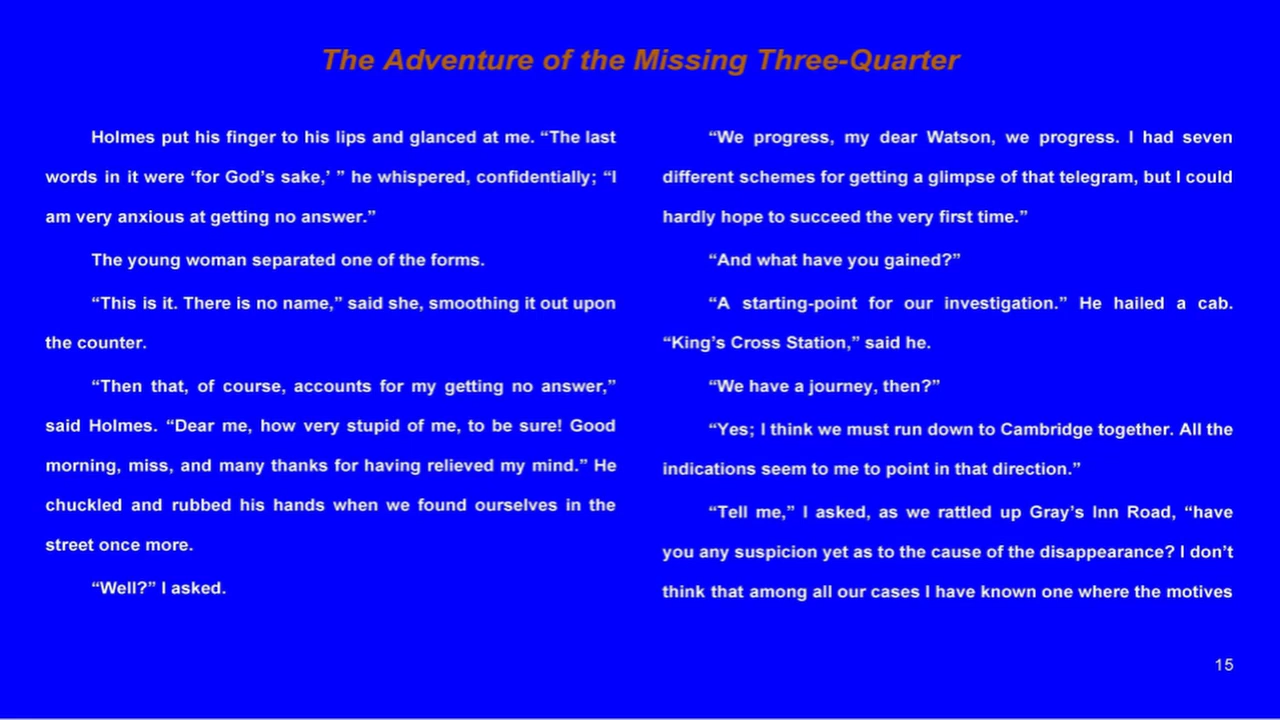 The Adventure of the Missing Three-Quarter
Holmes put his finger to his lips and glanced at me. “The last
words in it were ‘for God’s sake,’ ” he whispered, confidentially; “I
am very anxious at getting no answer.”
The young woman separated one of the forms.
“This is it. There is no name,” said she, smoothing it out upon
the counter.
“Then that, of course, accounts for my getting no answer,”
said Holmes. “Dear me, how very stupid of me, to be sure! Good
morning, miss, and many thanks for having relieved my mind.” He
chuckled and rubbed his hands when we found ourselves in the
street once more.
“Well?” I asked.
“We progress, my dear Watson, we progress. I had seven
different schemes for getting a glimpse of that telegram, but I could
hardly hope to succeed the very first time.”
“And what have you gained?”
“A starting-point for our investigation.” He hailed a cab.
“King’s Cross Station,” said he.
“We have a journey, then?”
“Yes; I think we must run down to Cambridge together. All the
indications seem to me to point in that direction.”
“Tell me,” I asked, as we rattled up Gray’s Inn Road, “have
you any suspicion yet as to the cause of the disappearance? I don’t
think that among all our cases I have known one where the motives
15